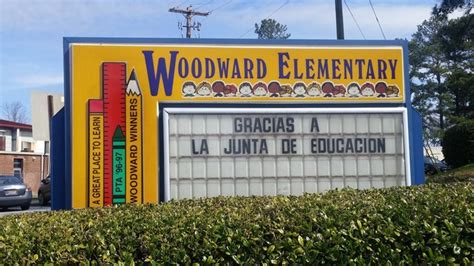 WOODWARD ELEMENTARY
GRACIAS A
LA JUNTA DE EDUCACION
A GREAT PLACE TO LEARN
PTA 96-97
WOODWARD WINNERS